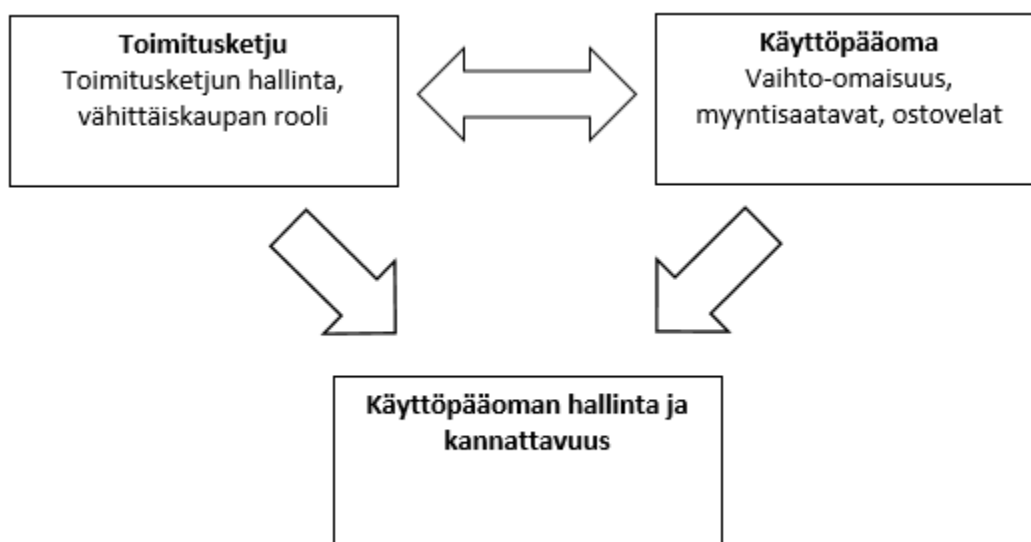 Toimitusketju
Toimitusketjun hallinta,
vähittäiskaupan rooli
Käyttöpääoma
Vaihto-omaisuus,
myyntisaatavat, ostovelat
Käyttöpääoman hallinta ja
kannattavuus